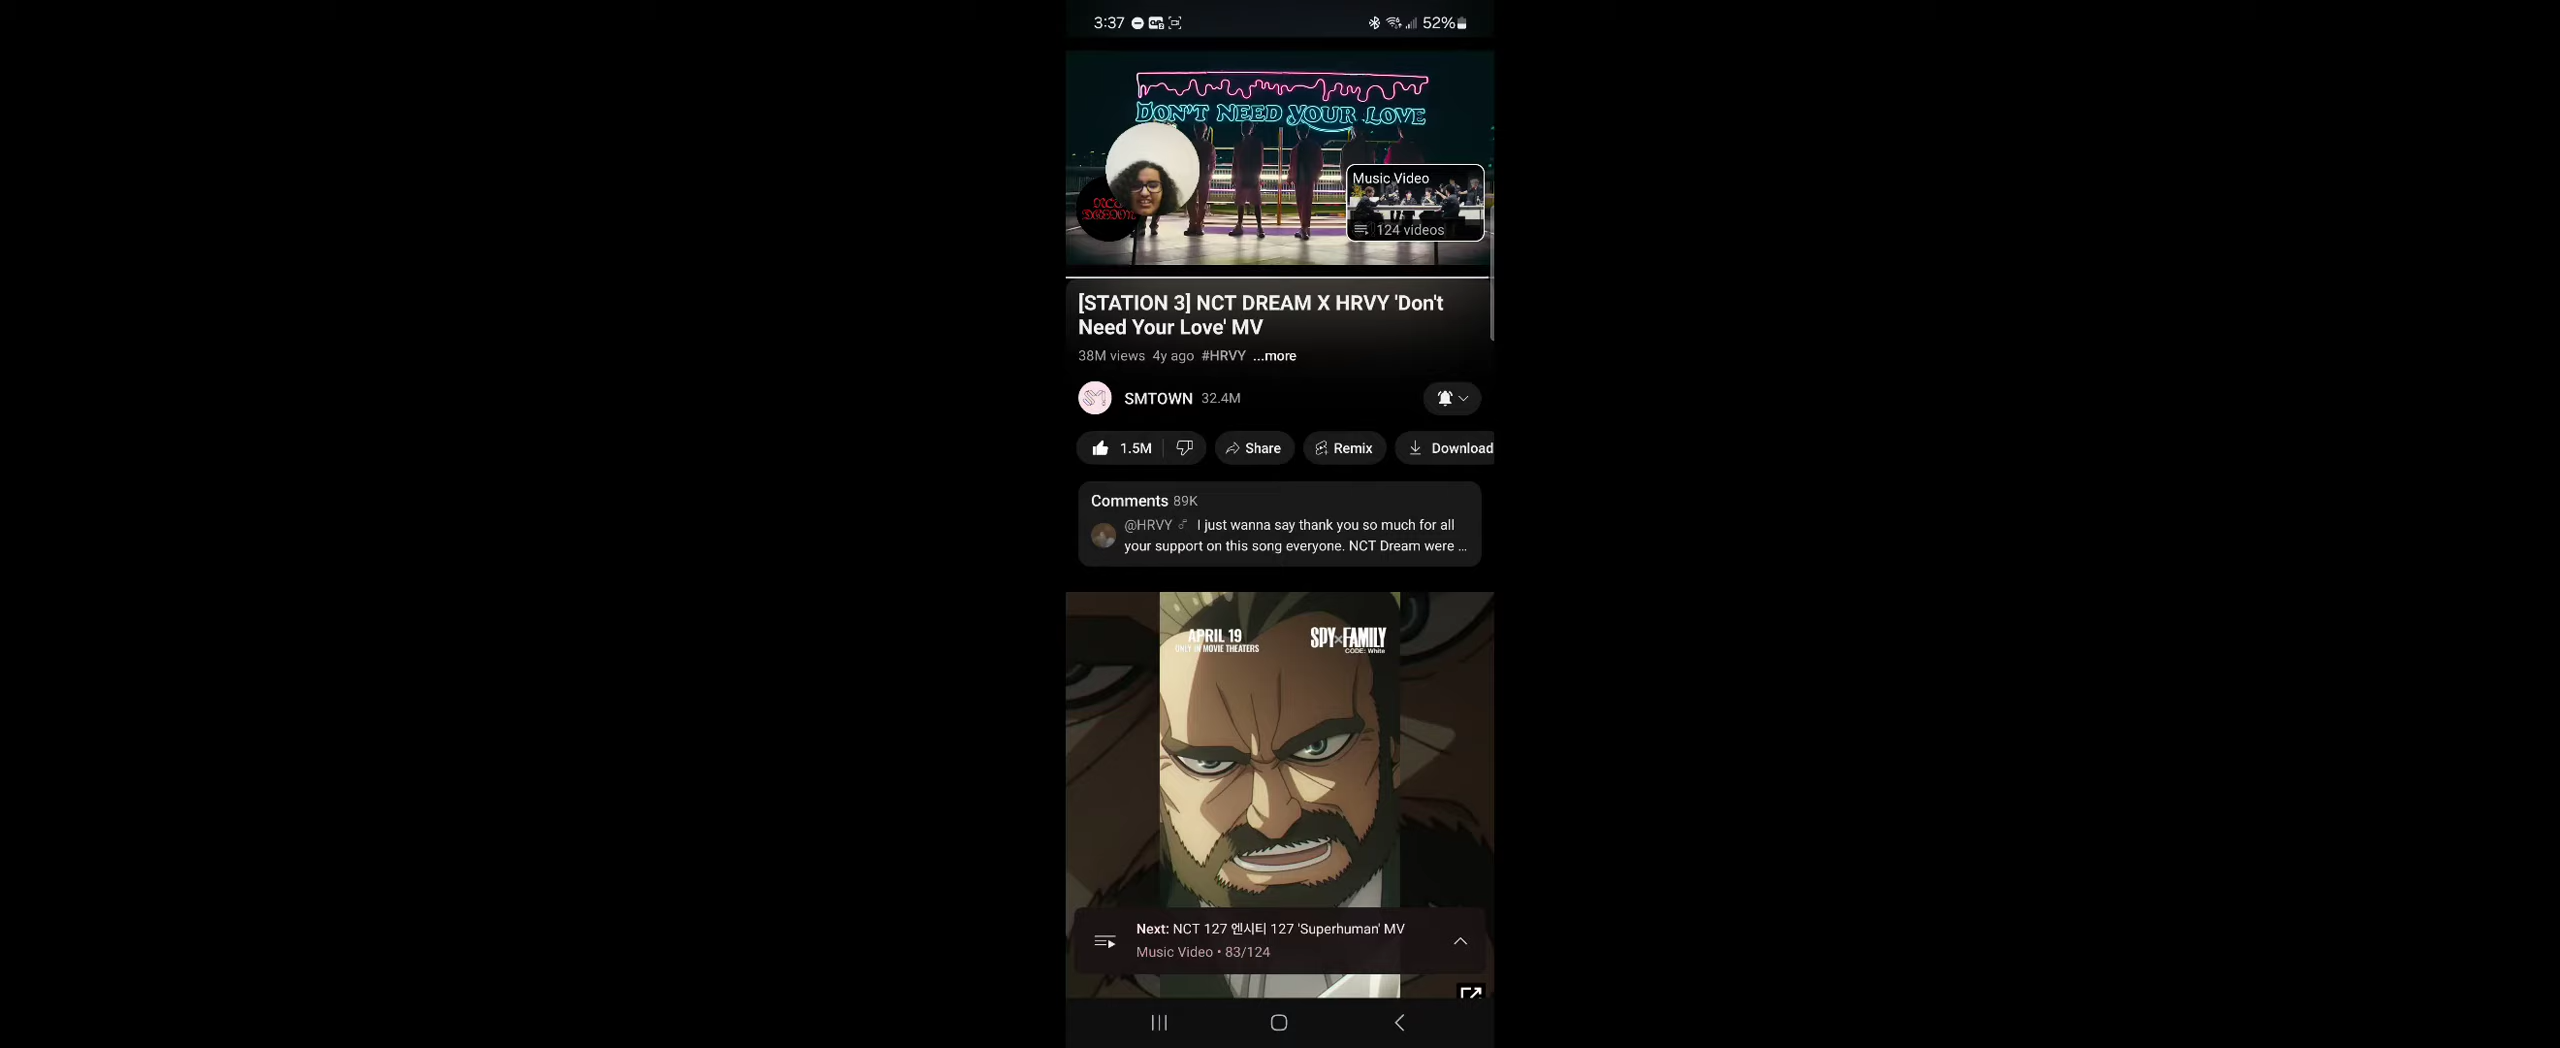 3:37
52%
DON'T NEED YOUR LOVE
Music Video
NCT
DREAM
124 videos
[STATION 3] NCT DREAM X HRVY 'Don't
Need Your Love' MV
38M views 4y ago #HRVY ...more
SMTOWN 32.4M
1.5M Share Remix Download
Comments 89K
@HRVY I just wanna say thank you so much for all
your support on this song everyone. NCT Dream were ...
APRIL 19
ONLY IN MOVIE THEATERS
SPY×FAMILY
CODE: White
Next: NCT 127 엔시티 127 'Superhuman' MV
Music Video • 83/124